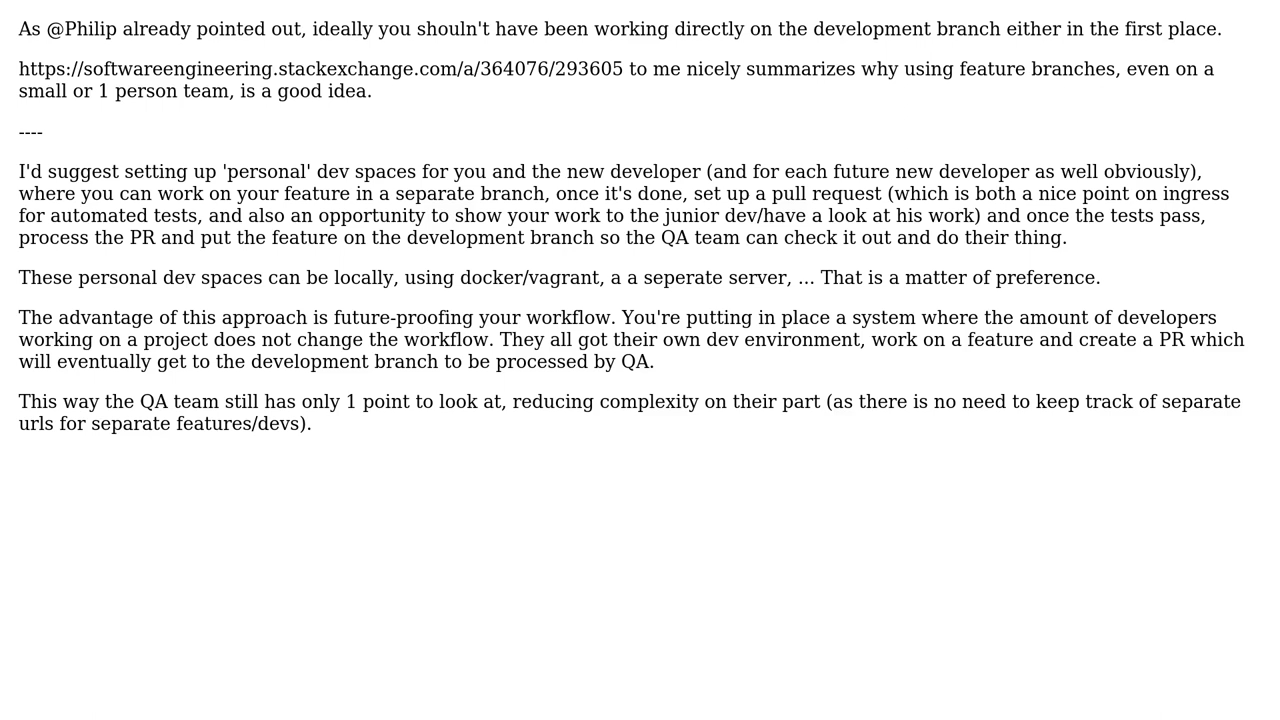 As @Philip already pointed out, ideally you shouln't have been working directly on the development branch either in the first place.
https://softwareengineering.stackexchange.com/a/364076/293605 to me nicely summarizes why using feature branches, even on a
small or 1 person team, is a good idea.
----
I'd suggest setting up 'personal' dev spaces for you and the new developer (and for each future new developer as well obviously),
where you can work on your feature in a separate branch, once it's done, set up a pull request (which is both a nice point on ingress
for automated tests, and also an opportunity to show your work to the junior dev/have a look at his work) and once the tests pass,
process the PR and put the feature on the development branch so the QA team can check it out and do their thing.
These personal dev spaces can be locally, using docker/vagrant, a a seperate server, ... That is a matter of preference.
The advantage of this approach is future-proofing your workflow. You're putting in place a system where the amount of developers
working on a project does not change the workflow. They all got their own dev environment, work on a feature and create a PR which
will eventually get to the development branch to be processed by QA.
This way the QA team still has only 1 point to look at, reducing complexity on their part (as there is no need to keep track of separate
urls for separate features/devs).